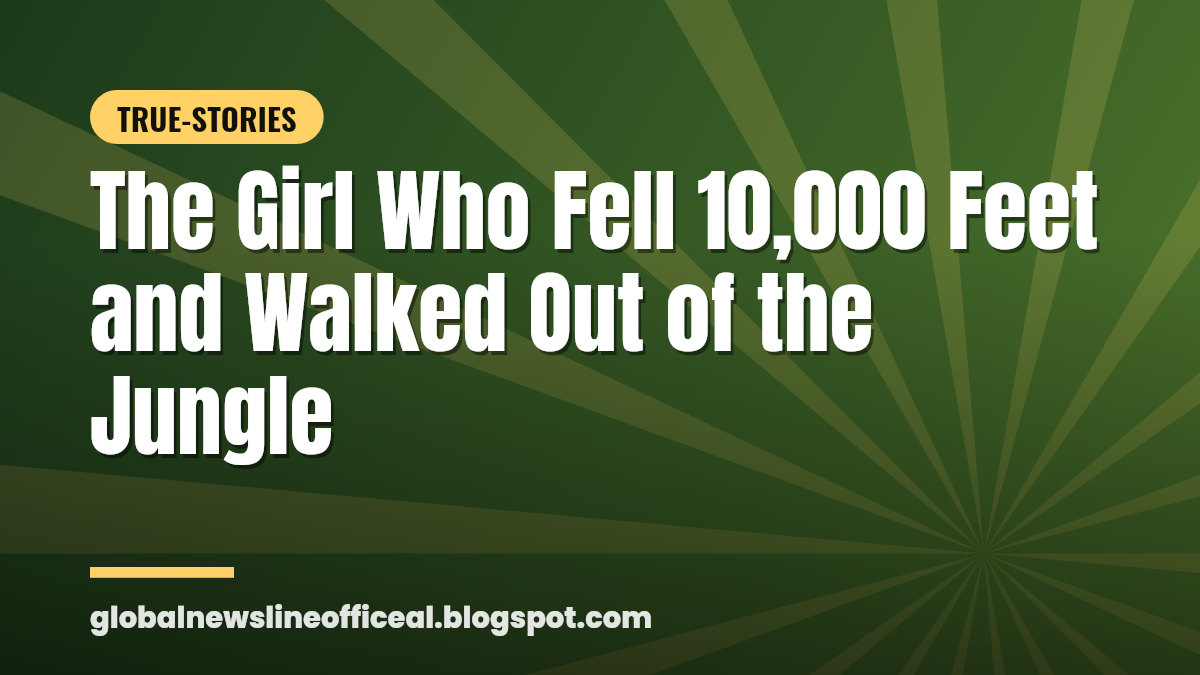 TRUE-STORIES
The Girl Who Fell 10,000 Feet
and Walked Out of the
Jungle
globalnewslineofficeal.blogspot.com